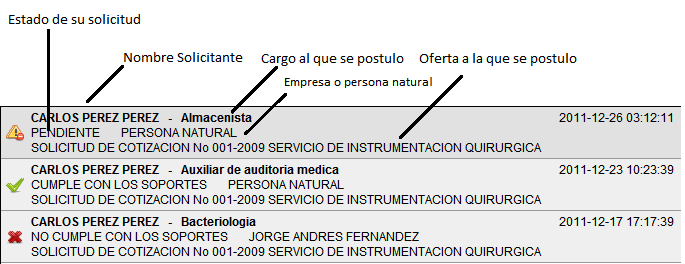 Estado de su solicitud
Nombre Solicitante
Cargo al que se postulo
Oferta a la que se postulo
Empresa o persona natural
CARLOS PEREZ PEREZ - Almacenista 2011-12-26 03:12:11
PENDIENTE PERSONA NATURAL
SOLICITUD DE COTIZACION No 001-2009 SERVICIO DE INSTRUMENTACION QUIRURGICA
CARLOS PEREZ PEREZ - Auxiliar de auditoria medica 2011-12-23 10:23:39
CUMPLE CON LOS SOPORTES PERSONA NATURAL
SOLICITUD DE COTIZACION No 001-2009 SERVICIO DE INSTRUMENTACION QUIRURGICA
CARLOS PEREZ PEREZ - Bacteriologia 2011-12-17 17:17:39
NO CUMPLE CON LOS SOPORTES JORGE ANDRES FERNANDEZ
SOLICITUD DE COTIZACION No 001-2009 SERVICIO DE INSTRUMENTACION QUIRURGICA